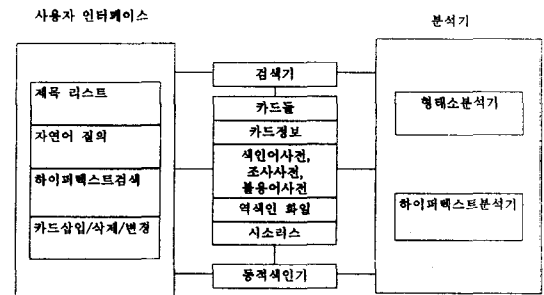 사용자 인터페이스
분석기
제목 리스트
자연어 질의
하이퍼텍스트검색
카드삽입/삭제/변경
검색기
카드들
카드정보
색인어사전,
조사사전,
불용어사전
역색인 화일
시소러스
동적색인기
형태소분석기
하이퍼텍스트분석기